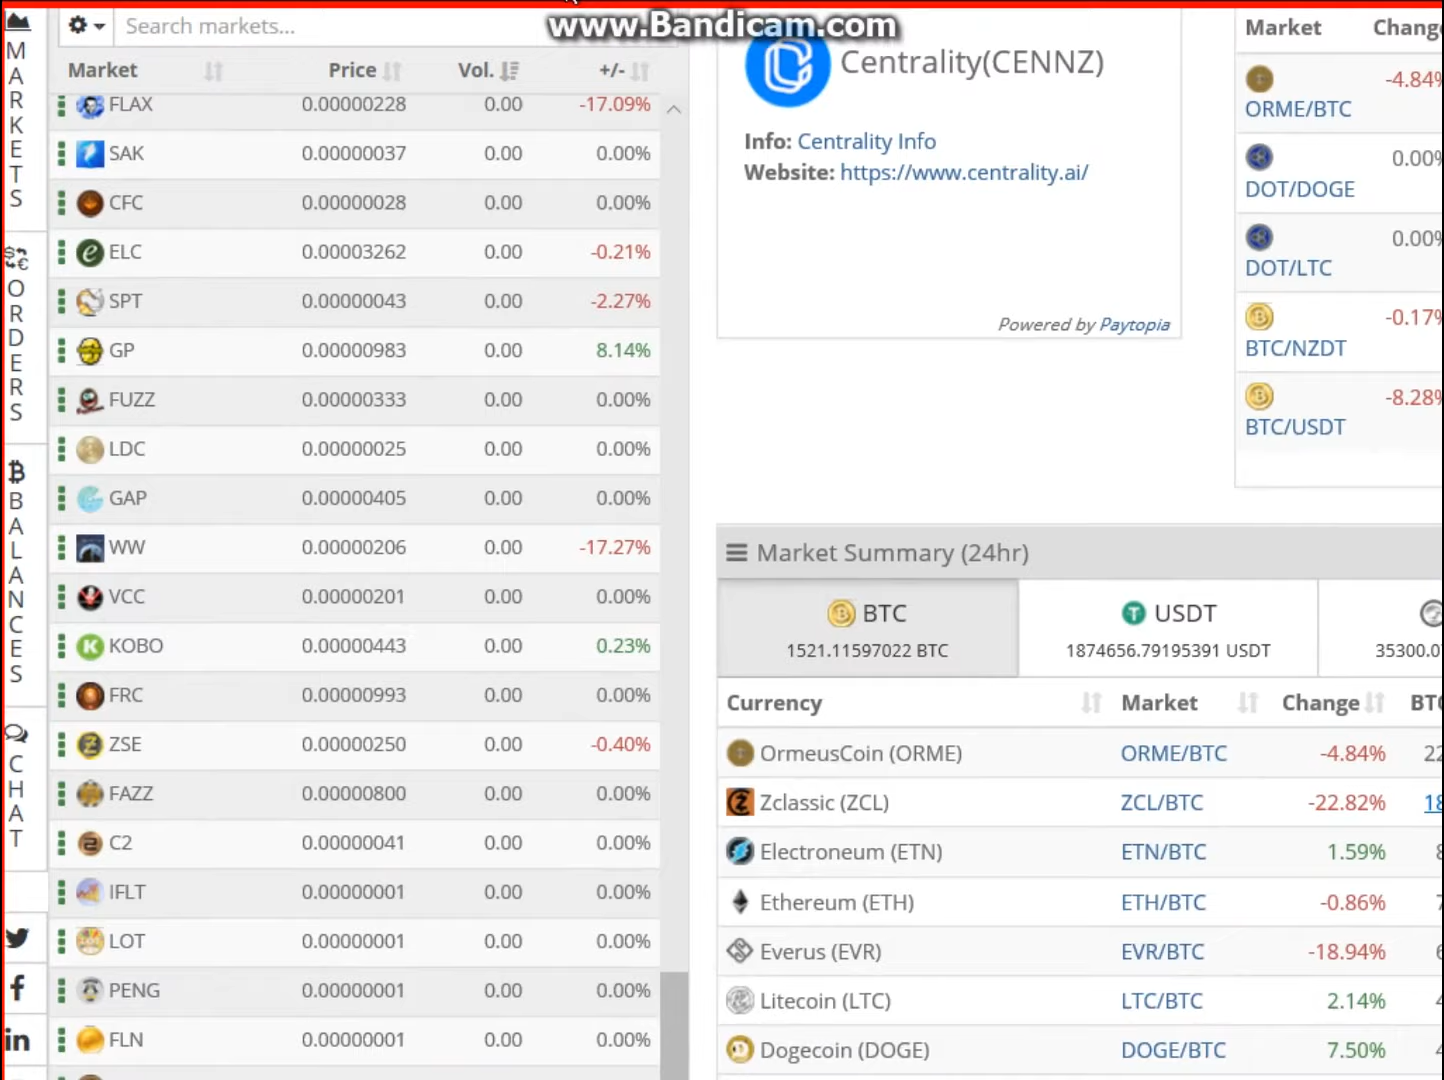 www.Bandicam.com
MARKETS
ORDERS
BALANCES
CHAT
Search markets...
Market Price Vol. +/-
FLAX 0.00000228 0.00 -17.09%
SAK 0.00000037 0.00 0.00%
CFC 0.00000028 0.00 0.00%
ELC 0.00003262 0.00 -0.21%
SPT 0.00000043 0.00 -2.27%
GP 0.00000983 0.00 8.14%
FUZZ 0.00000333 0.00 0.00%
LDC 0.00000025 0.00 0.00%
GAP 0.00000405 0.00 0.00%
WW 0.00000206 0.00 -17.27%
VCC 0.00000201 0.00 0.00%
KOBO 0.00000443 0.00 0.23%
FRC 0.00000993 0.00 0.00%
ZSE 0.00000250 0.00 -0.40%
FAZZ 0.00000800 0.00 0.00%
C2 0.00000041 0.00 0.00%
IFLT 0.00000001 0.00 0.00%
LOT 0.00000001 0.00 0.00%
PENG 0.00000001 0.00 0.00%
FLN 0.00000001 0.00 0.00%
Centrality(CENNZ)
Info: Centrality Info
Website: https://www.centrality.ai/
Powered by Paytopia
Market Chang
-4.84%
ORME/BTC
0.00%
DOT/DOGE
0.00%
DOT/LTC
-0.17%
BTC/NZDT
-8.28%
BTC/USDT
Market Summary (24hr)
BTC USDT
1521.11597022 BTC 1874656.79195391 USDT 35300.0
Currency Market Change BTC
OrmeusCoin (ORME) ORME/BTC -4.84% 22
Zclassic (ZCL) ZCL/BTC -22.82% 18
Electroneum (ETN) ETN/BTC 1.59%
Ethereum (ETH) ETH/BTC -0.86%
Everus (EVR) EVR/BTC -18.94%
Litecoin (LTC) LTC/BTC 2.14%
Dogecoin (DOGE) DOGE/BTC 7.50%